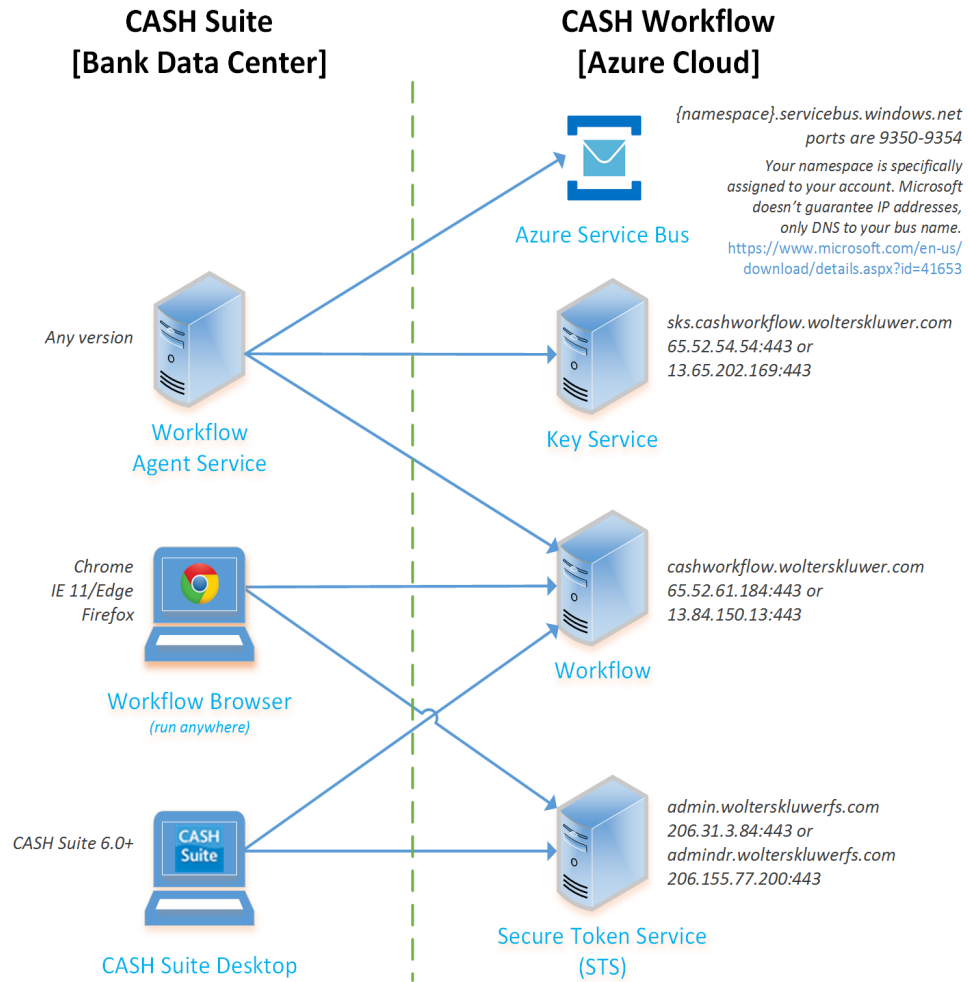 CASH Suite
[Bank Data Center]
CASH Workflow
[Azure Cloud]
{namespace}.servicebus.windows.net
ports are 9350-9354
Your namespace is specifically
assigned to your account. Microsoft
doesn't guarantee IP addresses,
only DNS to your bus name.
https://www.microsoft.com/en-us/
download/details.aspx?id=41653
Azure Service Bus
Any version
Workflow
Agent Service
sks.cashworkflow.wolterskluwer.com
65.52.54.54:443 or
13.65.202.169:443
Key Service
Chrome
IE 11/Edge
Firefox
Workflow Browser
(run anywhere)
cashworkflow.wolterskluwer.com
65.52.61.184:443 or
13.84.150.13:443
Workflow
CASH Suite 6.0+
CASH
Suite
CASH Suite Desktop
admin.wolterskluwerfs.com
206.31.3.84:443 or
admindr.wolterskluwerfs.com
206.155.77.200:443
Secure Token Service
(STS)